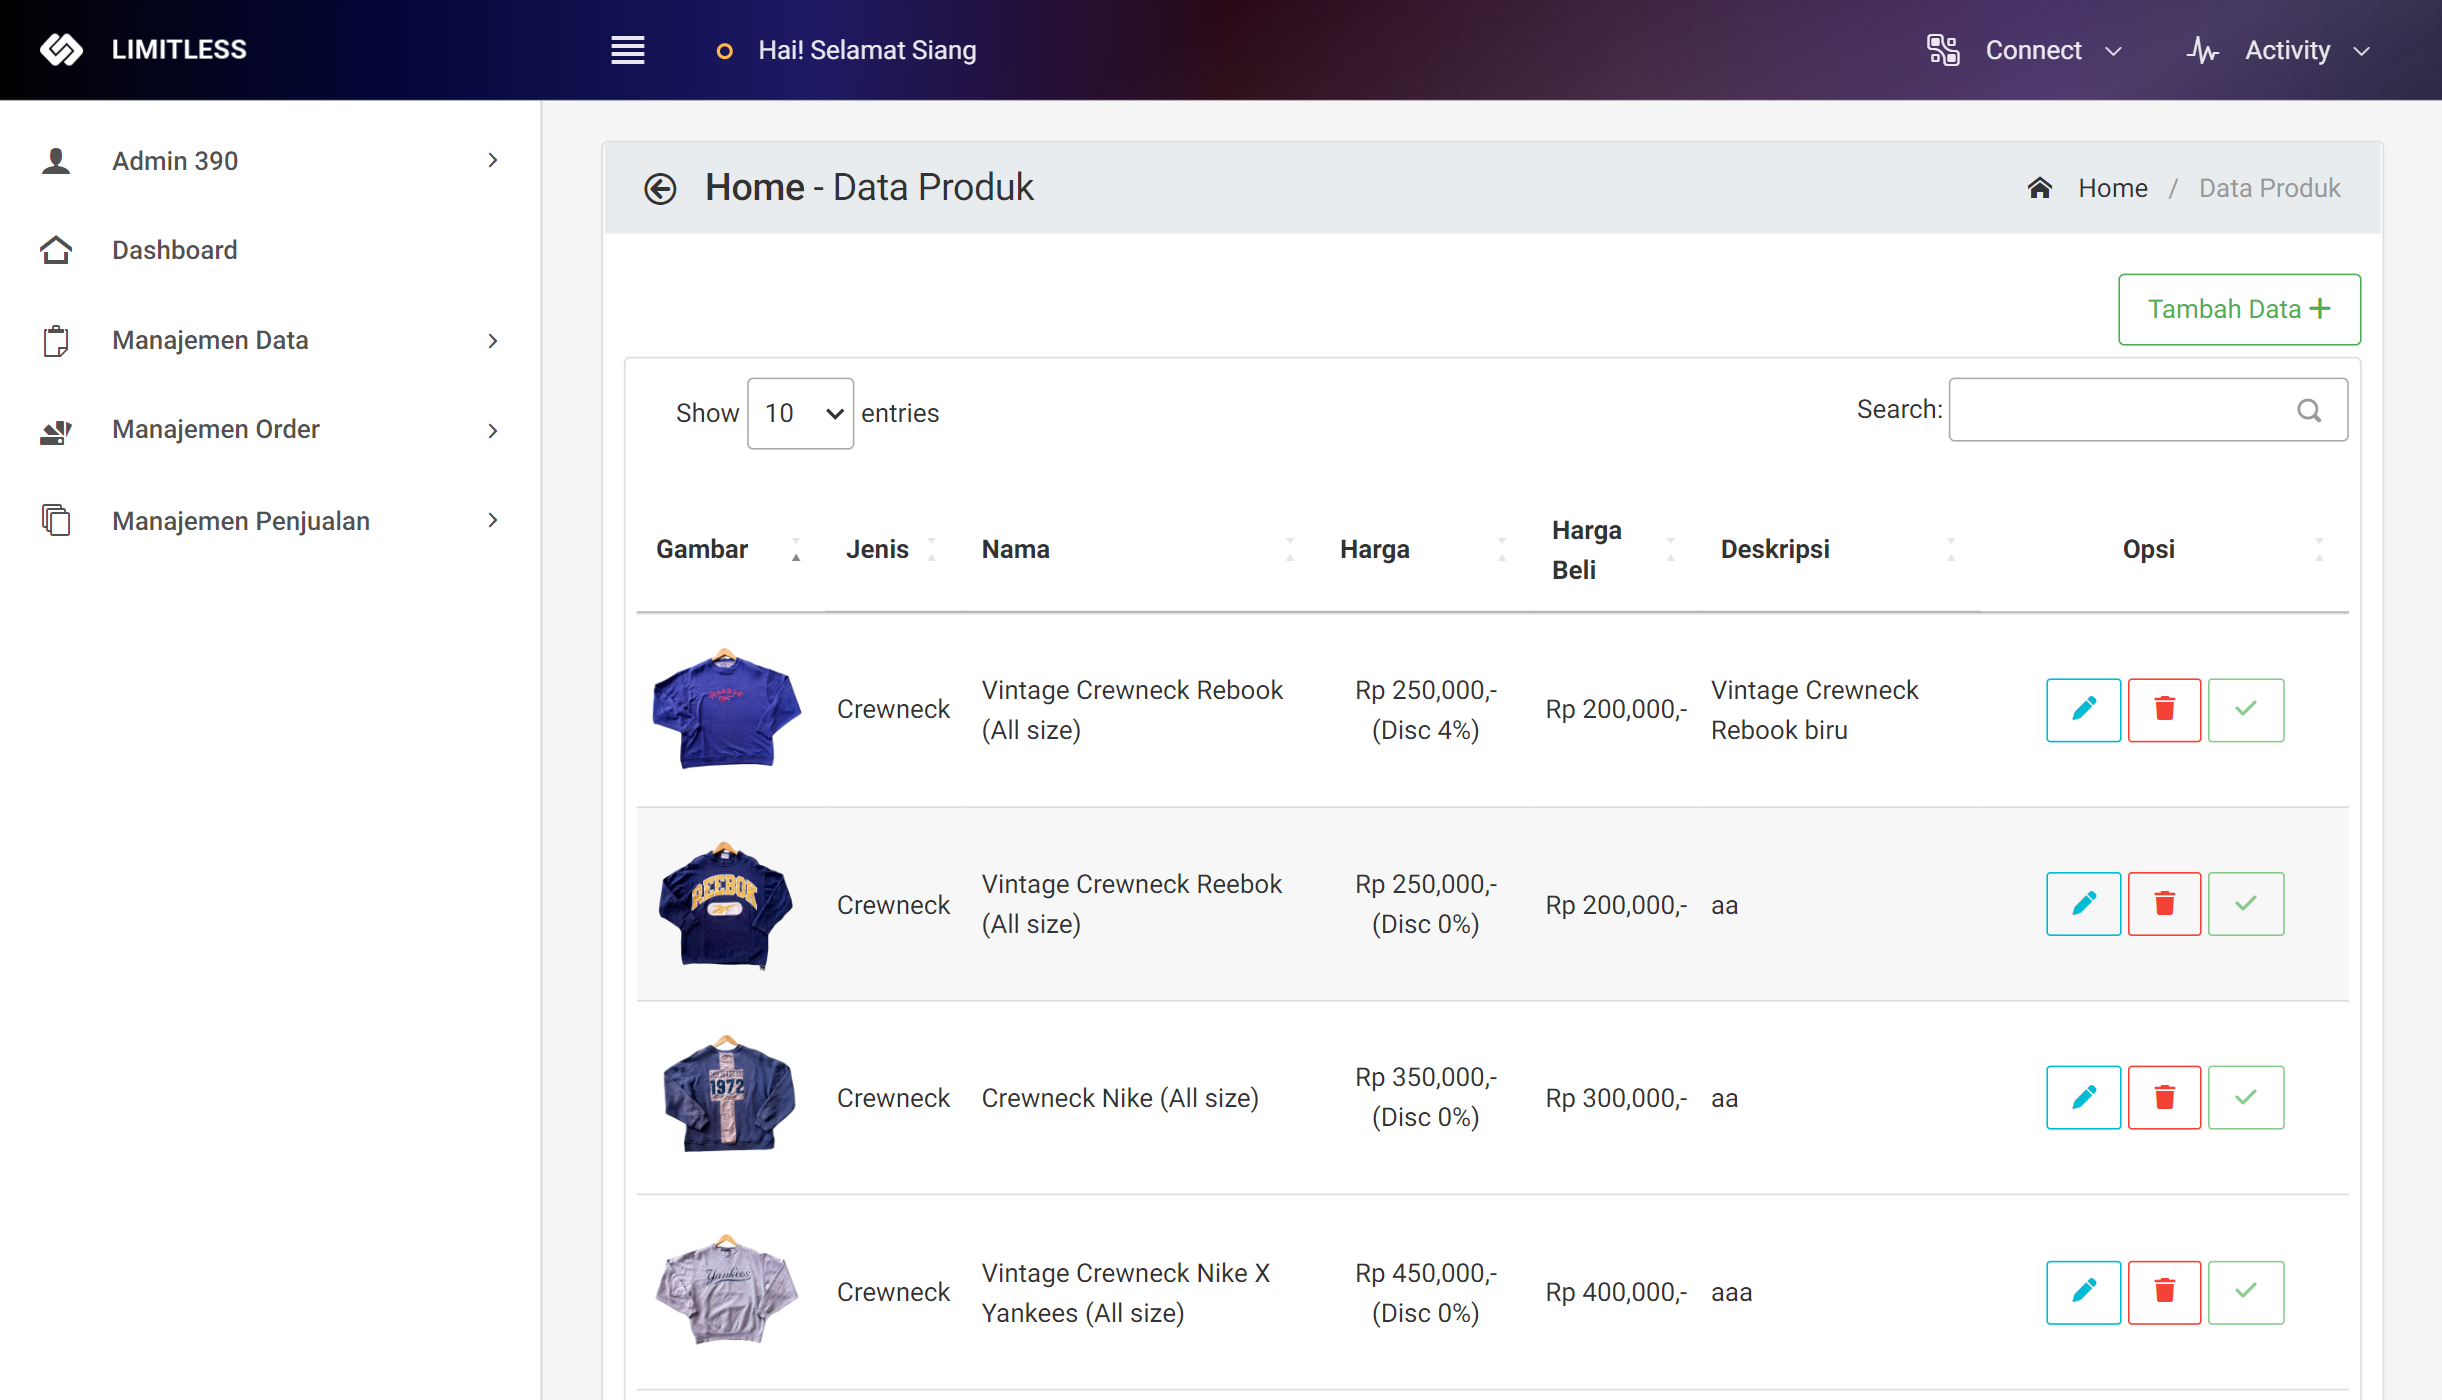 LIMITLESS
Hai! Selamat Siang
Connect
Activity
Admin 390
Dashboard
Manajemen Data
Manajemen Order
Manajemen Penjualan
Home - Data Produk
Home / Data Produk
Tambah Data
Show 10 entries
Search:
Gambar
Jenis
Nama
Harga
Harga
Beli
Deskripsi
Opsi
Crewneck
Vintage Crewneck Rebook
(All size)
Rp 250,000,-
(Disc 4%)
Rp 200,000,-
Vintage Crewneck
Rebook biru
REEBOK
Crewneck
Vintage Crewneck Reebok
(All size)
Rp 250,000,-
(Disc 0%)
Rp 200,000,-
aa
1972
Crewneck
Crewneck Nike (All size)
Rp 350,000,-
(Disc 0%)
Rp 300,000,-
aa
Yankees
Crewneck
Vintage Crewneck Nike X
Yankees (All size)
Rp 450,000,-
(Disc 0%)
Rp 400,000,-
aaa